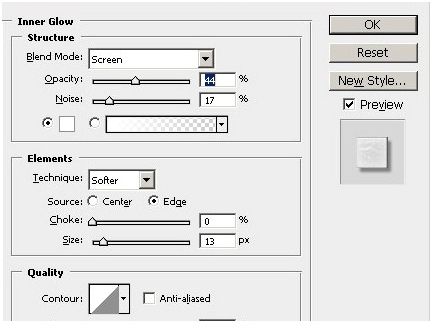 Inner Glow
Structure
Blend Mode: Screen
Opacity: 44 %
Noise: 17 %
Elements
Technique: Softer
Source: Center Edge
Choke: 0 %
Size: 13 px
Quality
Contour: Anti-aliased
OK
Reset
New Style...
Preview